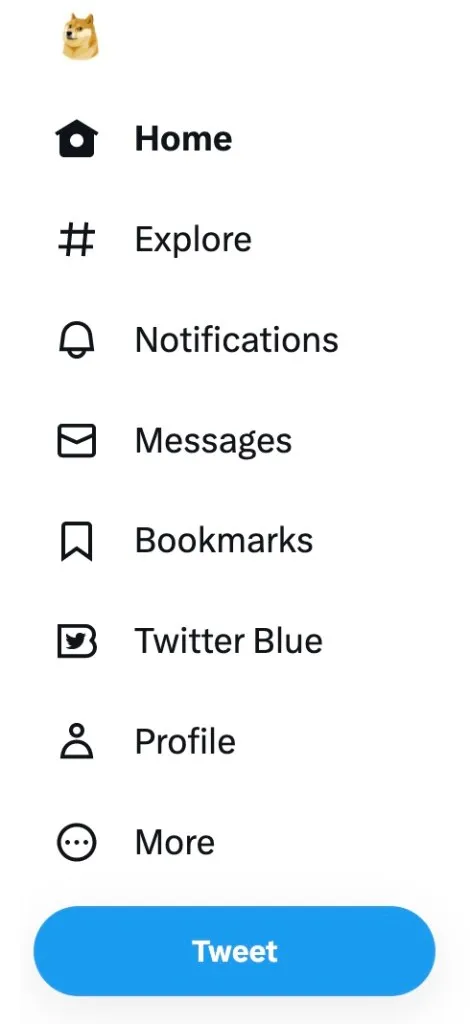 Home
Explore
Notifications
Messages
Bookmarks
Twitter Blue
Profile
More
Tweet